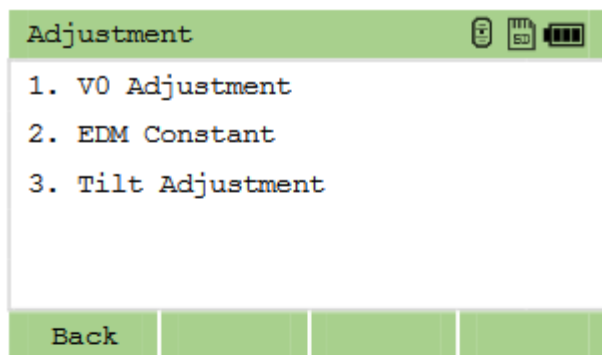 Adjustment
1. V0 Adjustment
2. EDM Constant
3. Tilt Adjustment
Back